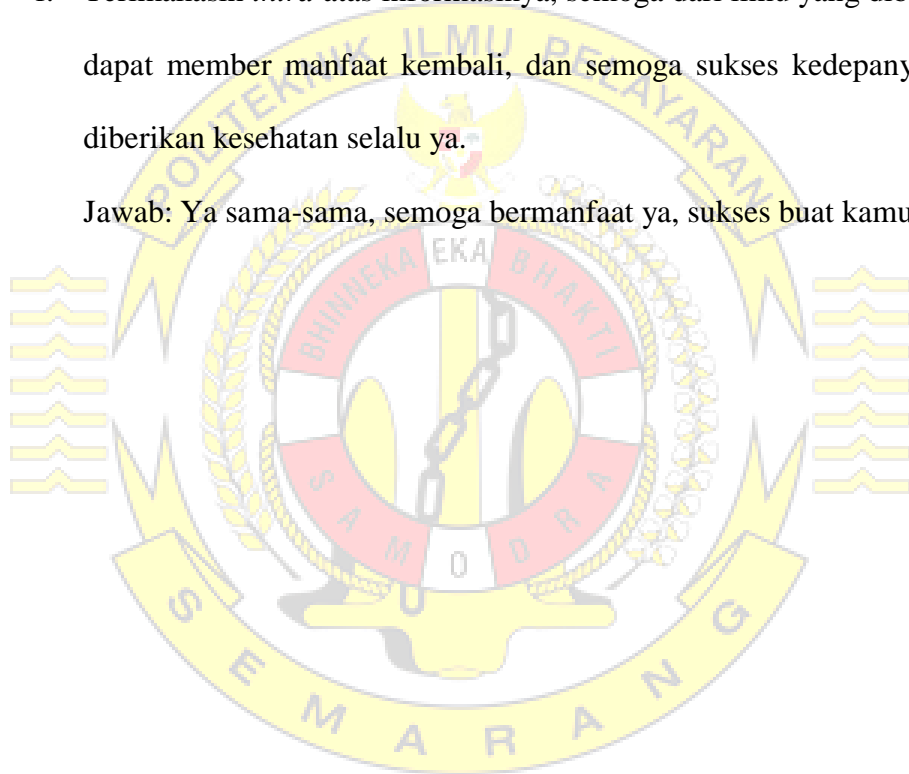 dapat member manfaat kembali, dan semoga sukses kedepany
diberikan kesehatan selalu ya.
Jawab: Ya sama-sama, semoga bermanfaat ya, sukses buat kamu
POLITEKNIK ILMU PELAYARAN
BHINNEKA EKA BHAKTI
SAMODRA
SEMARANG